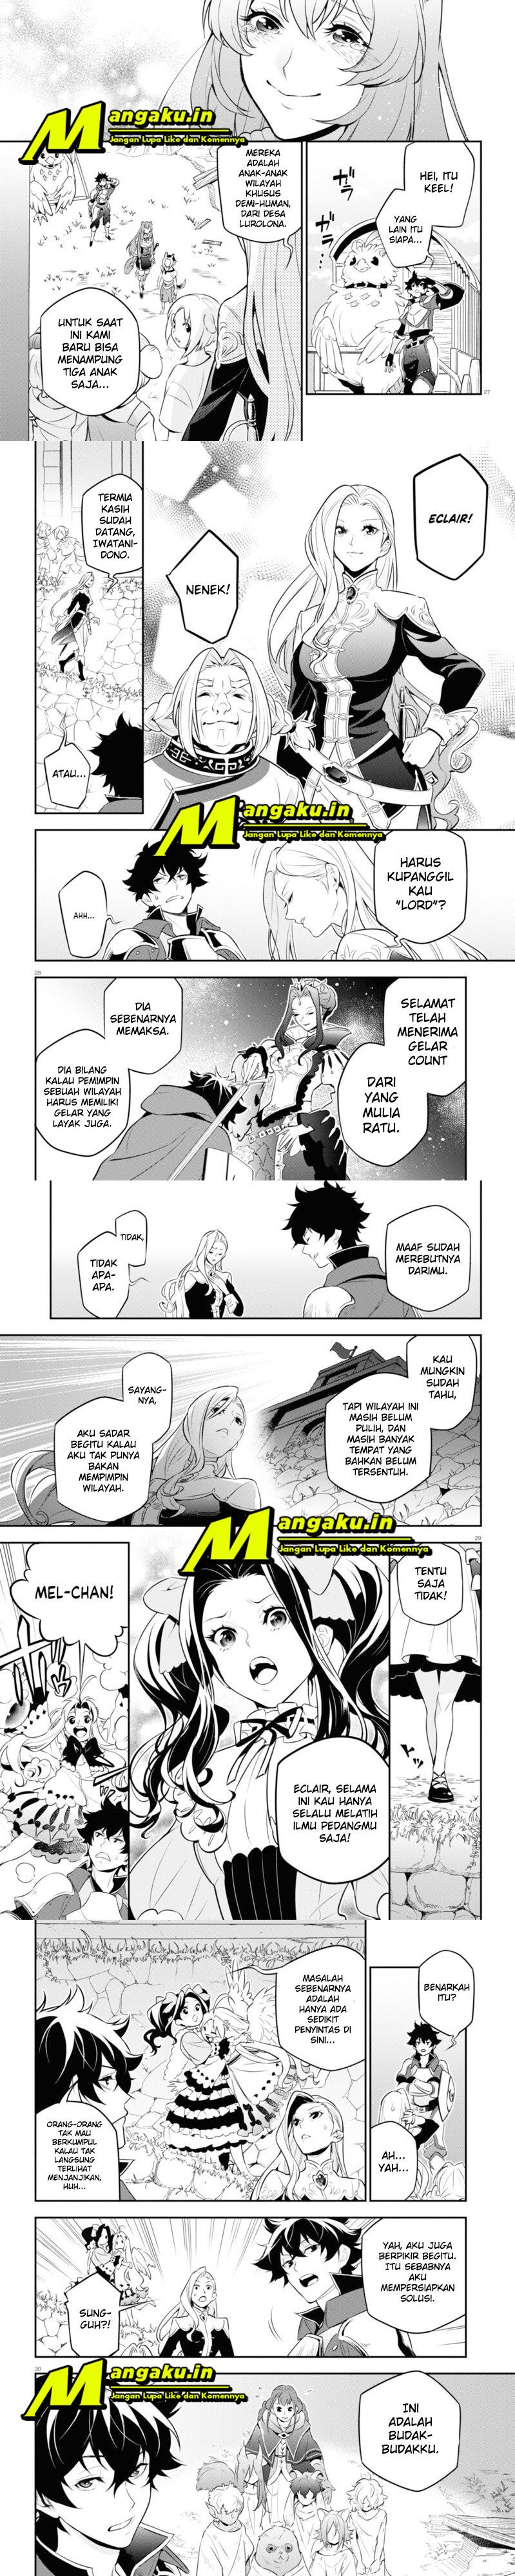 Mangaku.in
Jangan Lupa Like dan Komennya
HEI, ITU
KEEL!
YANG
LAIN ITU
SIAPA...
MEREKA
ADALAH
ANAK-ANAK
WILAYAH
KHUSUS
DEMI-HUMAN,
DARI DESA
LUROLONA.
UNTUK SAAT
INI KAMI
BARU BISA
MENAMPUNG
TIGA ANAK
SAJA...
27
ECLAIR!
NENEK!
TERMIA
KASIH
SUDAH
DATANG,
IWATANI-
DONO.
ATAU...
Mangaku.in
Jangan Lupa Like dan Komennya
HARUS
KUPANGGIL
KAU
"LORD"?
AHH...
28
SELAMAT
TELAH
MENERIMA
GELAR
COUNT
DARI
YANG
MULIA
RATU.
DIA
SEBENARNYA
MEMAKSA.
DIA BILANG
KALAU PEMIMPIN
SEBUAH WILAYAH
HARUS MEMILIKI
GELAR YANG
LAYAK JUGA.
MAAF SUDAH
MEREBUTNYA
DARIMU.
TIDAK,
TIDAK
APA-
APA.
KAU
MUNGKIN
SUDAH
TAHU,
TAPI WILAYAH INI
MASIH BELUM
PULIH, DAN
MASIH BANYAK
TEMPAT YANG
BAHKAN BELUM
TERSENTUH.
SAYANG-
NYA,
AKU SADAR
BEGITU KALAU
AKU TAK PUNYA
BAKAN
MEMPIMPIN
WILAYAH.
29
Mangaku.in
Jangan Lupa Like dan Komennya
TENTU
SAJA
TIDAK!
ECLAIR, SELAMA
INI KAU HANYA
SELALU MELATIH
ILMU PEDANGMU
SAJA!
MEL-CHAN!
BENARKAH
ITU?
AH...
YAH...
MASALAH
SEBENARNYA
ADALAH
HANYA ADA
SEDIKIT
PENYINTAS DI
SINI...
ORANG-ORANG
TAK MAU
BERKUMPUL
KALAU TAK
LANGSUNG
TERLIHAT
MENJANJIKAN,
HUH...
YAH, AKU JUGA
BERPIKIR BEGITU.
ITU SEBABNYA
AKU
MEMPERSIAPKAN
SOLUSI.
SUNG-
GUH?!
30
Mangaku.in
Jangan Lupa Like dan Komennya
INI
ADALAH
BUDAK-
BUDAKKU.